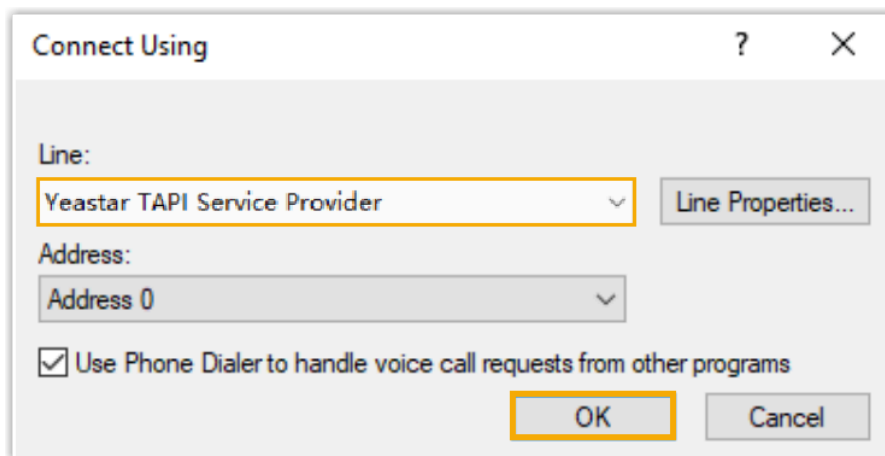 Connect Using
Line:
Yeastar TAPI Service Provider
Line Properties...
Address:
Address 0
Use Phone Dialer to handle voice call requests from other programs
OK
Cancel